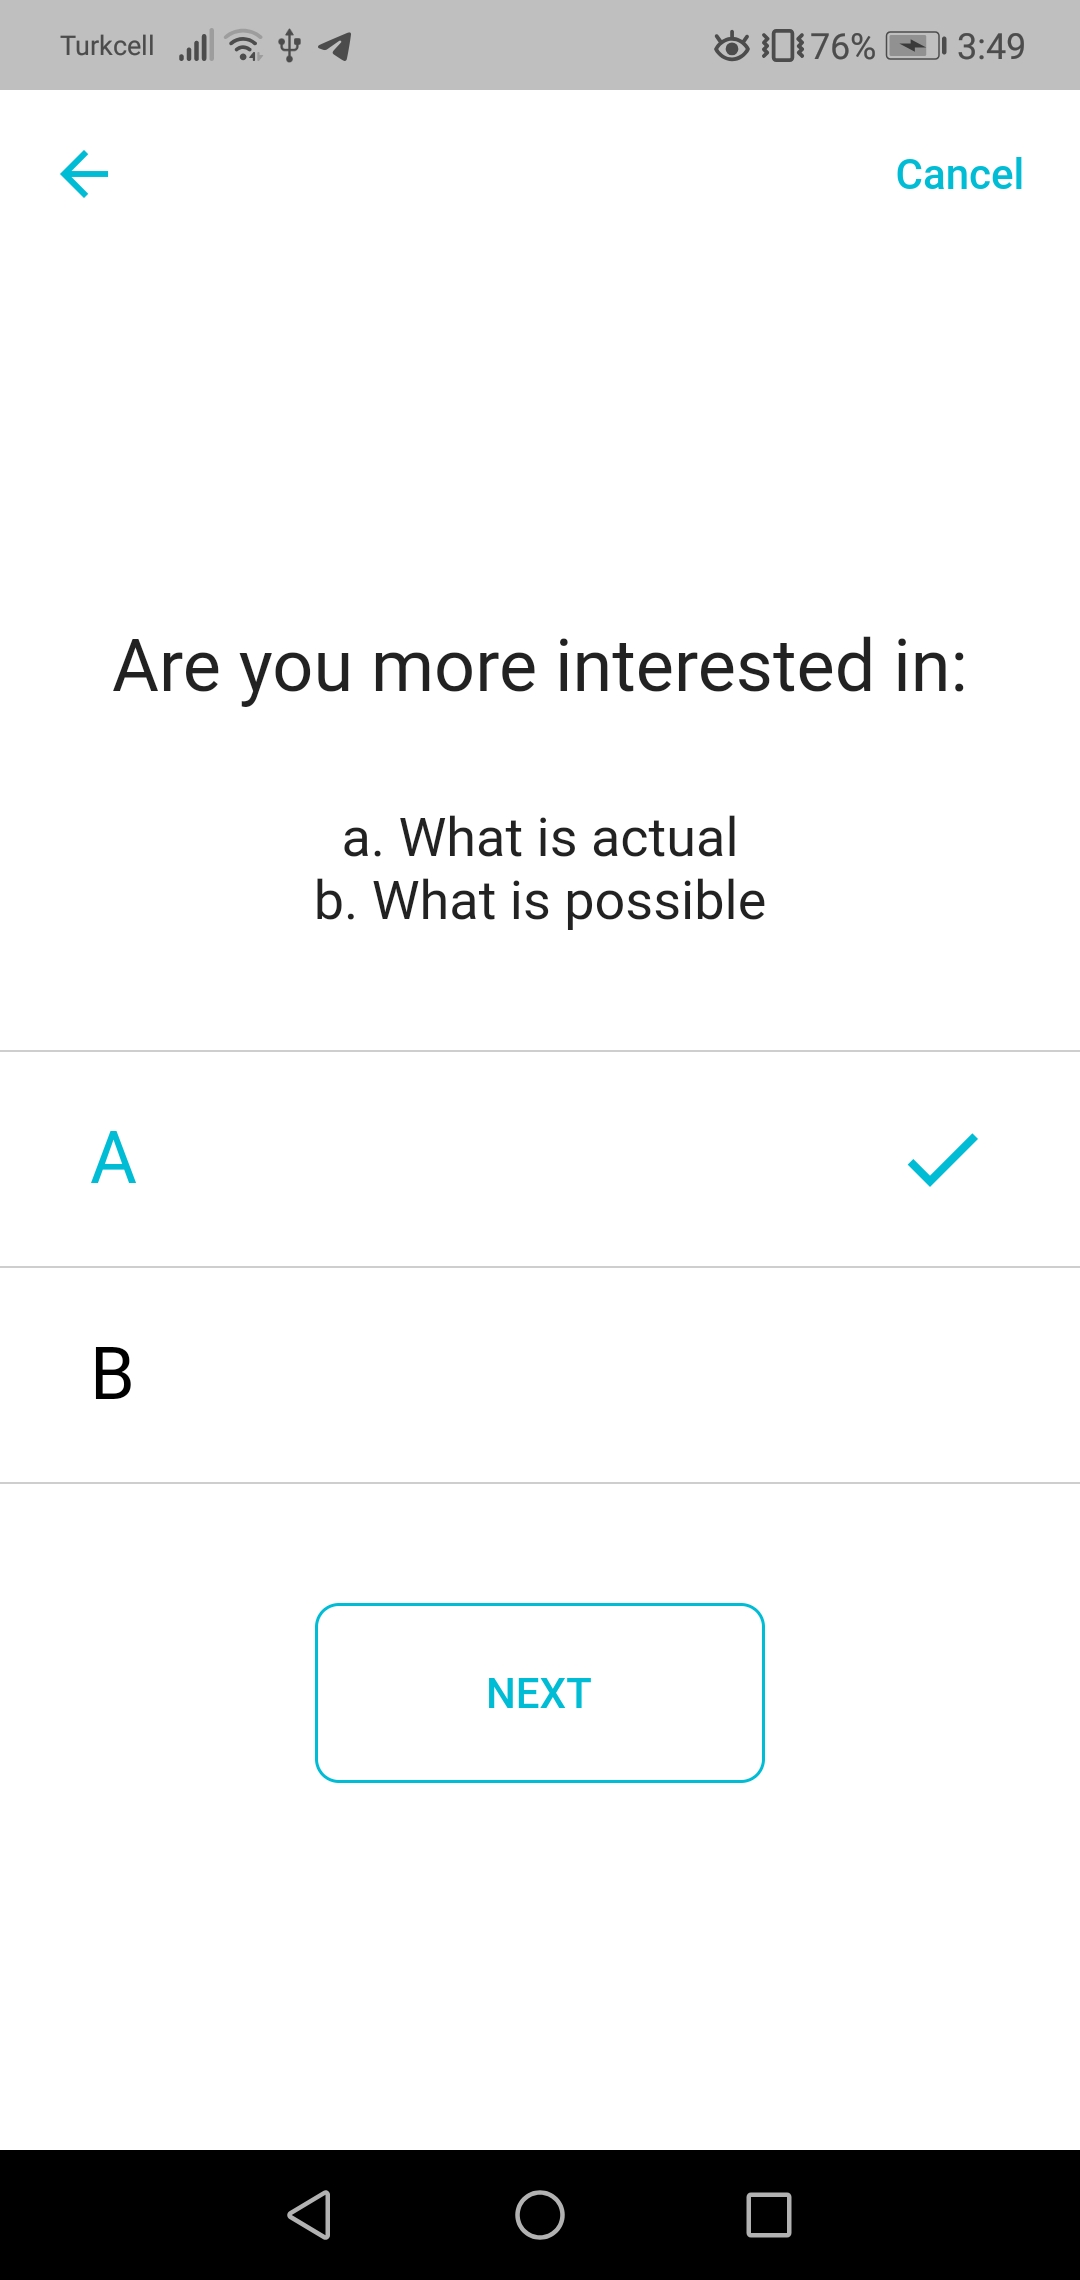 Turkcell 76% 3:49
Cancel
Are you more interested in:
a. What is actual
b. What is possible
A
B
NEXT